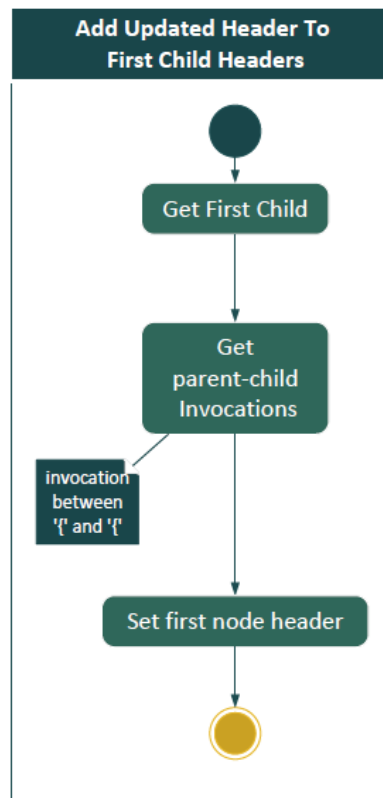 Add Updated Header To
First Child Headers
Get First Child
Get
parent-child
Invocations
invocation
between
'{' and '{'
Set first node header